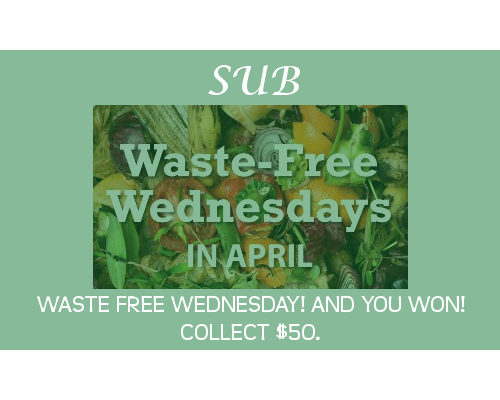 SUB
Waste-Free
Wednesdays
IN APRIL
WASTE FREE WEDNESDAY! AND YOU WON!
COLLECT $50.